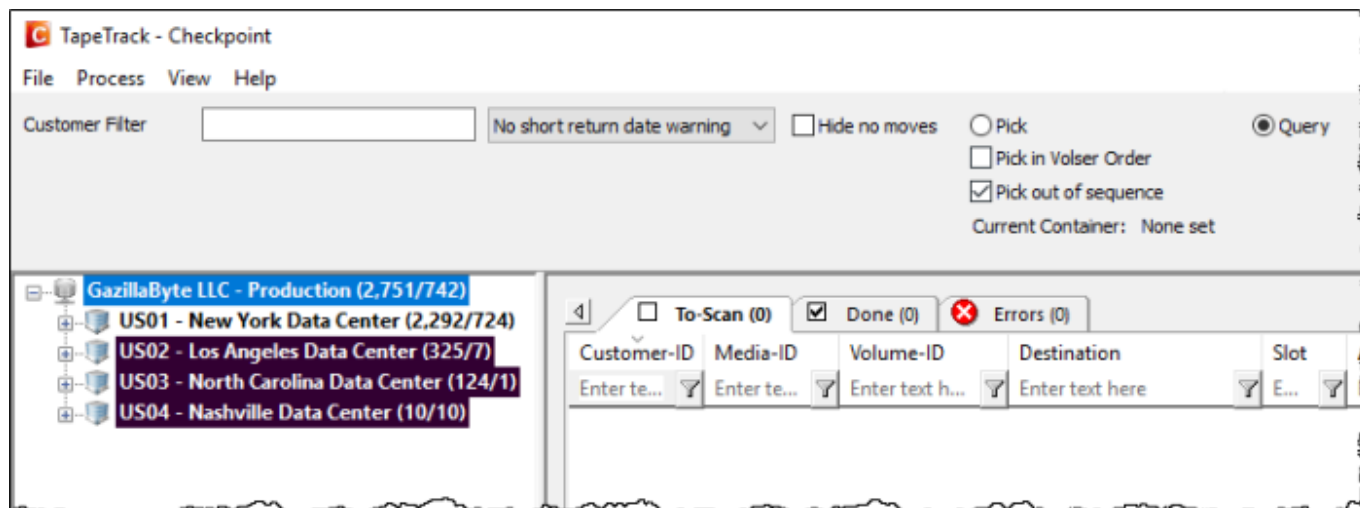 TapeTrack - Checkpoint
File Process View Help
Customer Filter No short return date warning Hide no moves Pick Query
Pick in Volser Order
Pick out of sequence
Current Container: None set
GazillaByte LLC - Production (2,751/742)
US01 - New York Data Center (2,292/724)
US02 - Los Angeles Data Center (325/7)
US03 - North Carolina Data Center (124/1)
US04 - Nashville Data Center (10/10)
To-Scan (0) Done (0) Errors (0)
Customer-ID Media-ID Volume-ID Destination Slot
Enter te... Enter te... Enter text h... Enter text here E...